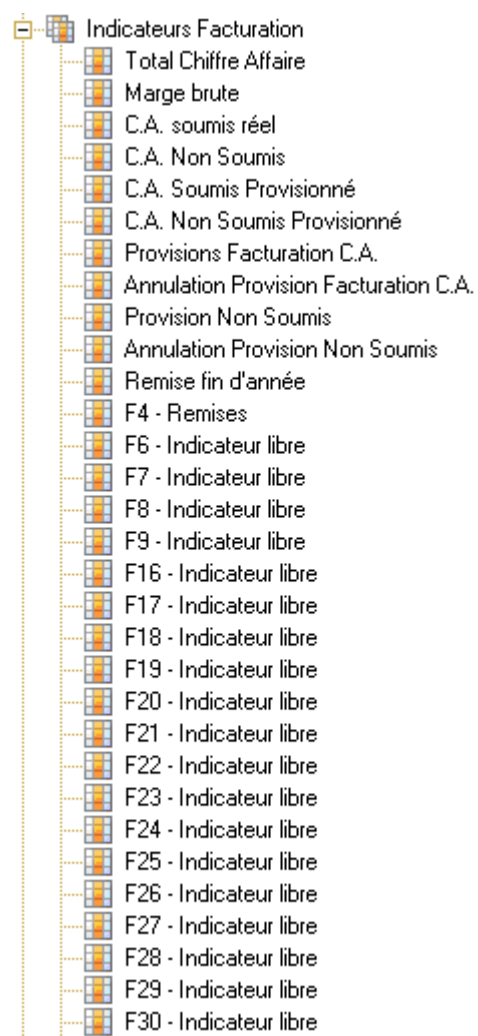 Indicateurs Facturation
Total Chiffre Affaire
Marge brute
C.A. soumis réel
C.A. Non Soumis
C.A. Soumis Provisionné
C.A. Non Soumis Provisionné
Provisions Facturation C.A.
Annulation Provision Facturation C.A.
Provision Non Soumis
Annulation Provision Non Soumis
Remise fin d'année
F4 - Remises
F6 - Indicateur libre
F7 - Indicateur libre
F8 - Indicateur libre
F9 - Indicateur libre
F16 - Indicateur libre
F17 - Indicateur libre
F18 - Indicateur libre
F19 - Indicateur libre
F20 - Indicateur libre
F21 - Indicateur libre
F22 - Indicateur libre
F23 - Indicateur libre
F24 - Indicateur libre
F25 - Indicateur libre
F26 - Indicateur libre
F27 - Indicateur libre
F28 - Indicateur libre
F29 - Indicateur libre
F30 - Indicateur libre